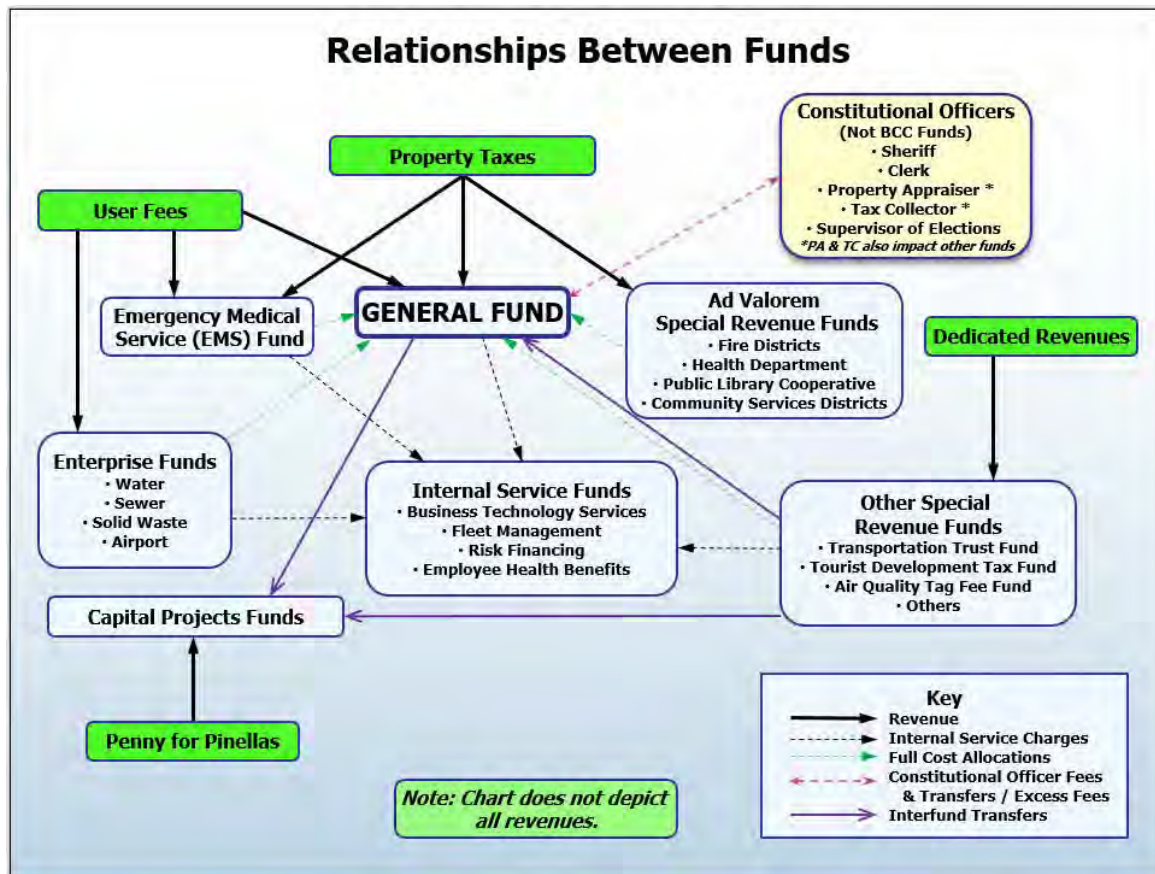 Relationships Between Funds
Constitutional Officers
(Not BCC Funds)
· Sheriff
· Clerk
· Property Appraiser *
· Tax Collector *
· Supervisor of Elections
*PA & TC also impact other funds
Property Taxes
User Fees
Emergency Medical
Service (EMS) Fund
GENERAL FUND
Ad Valorem
Special Revenue Funds
· Fire Districts
· Health Department
· Public Library Cooperative
· Community Services Districts
Dedicated Revenues
Enterprise Funds
· Water
· Sewer
· Solid Waste
· Airport
Internal Service Funds
· Business Technology Services
· Fleet Management
· Risk Financing
· Employee Health Benefits
Other Special
Revenue Funds
· Transportation Trust Fund
· Tourist Development Tax Fund
· Air Quality Tag Fee Fund
· Others
Capital Projects Funds
Penny for Pinellas
Note: Chart does not depict
all revenues.
Key
Revenue
Internal Service Charges
Full Cost Allocations
Constitutional Officer Fees
& Transfers / Excess Fees
Interfund Transfers